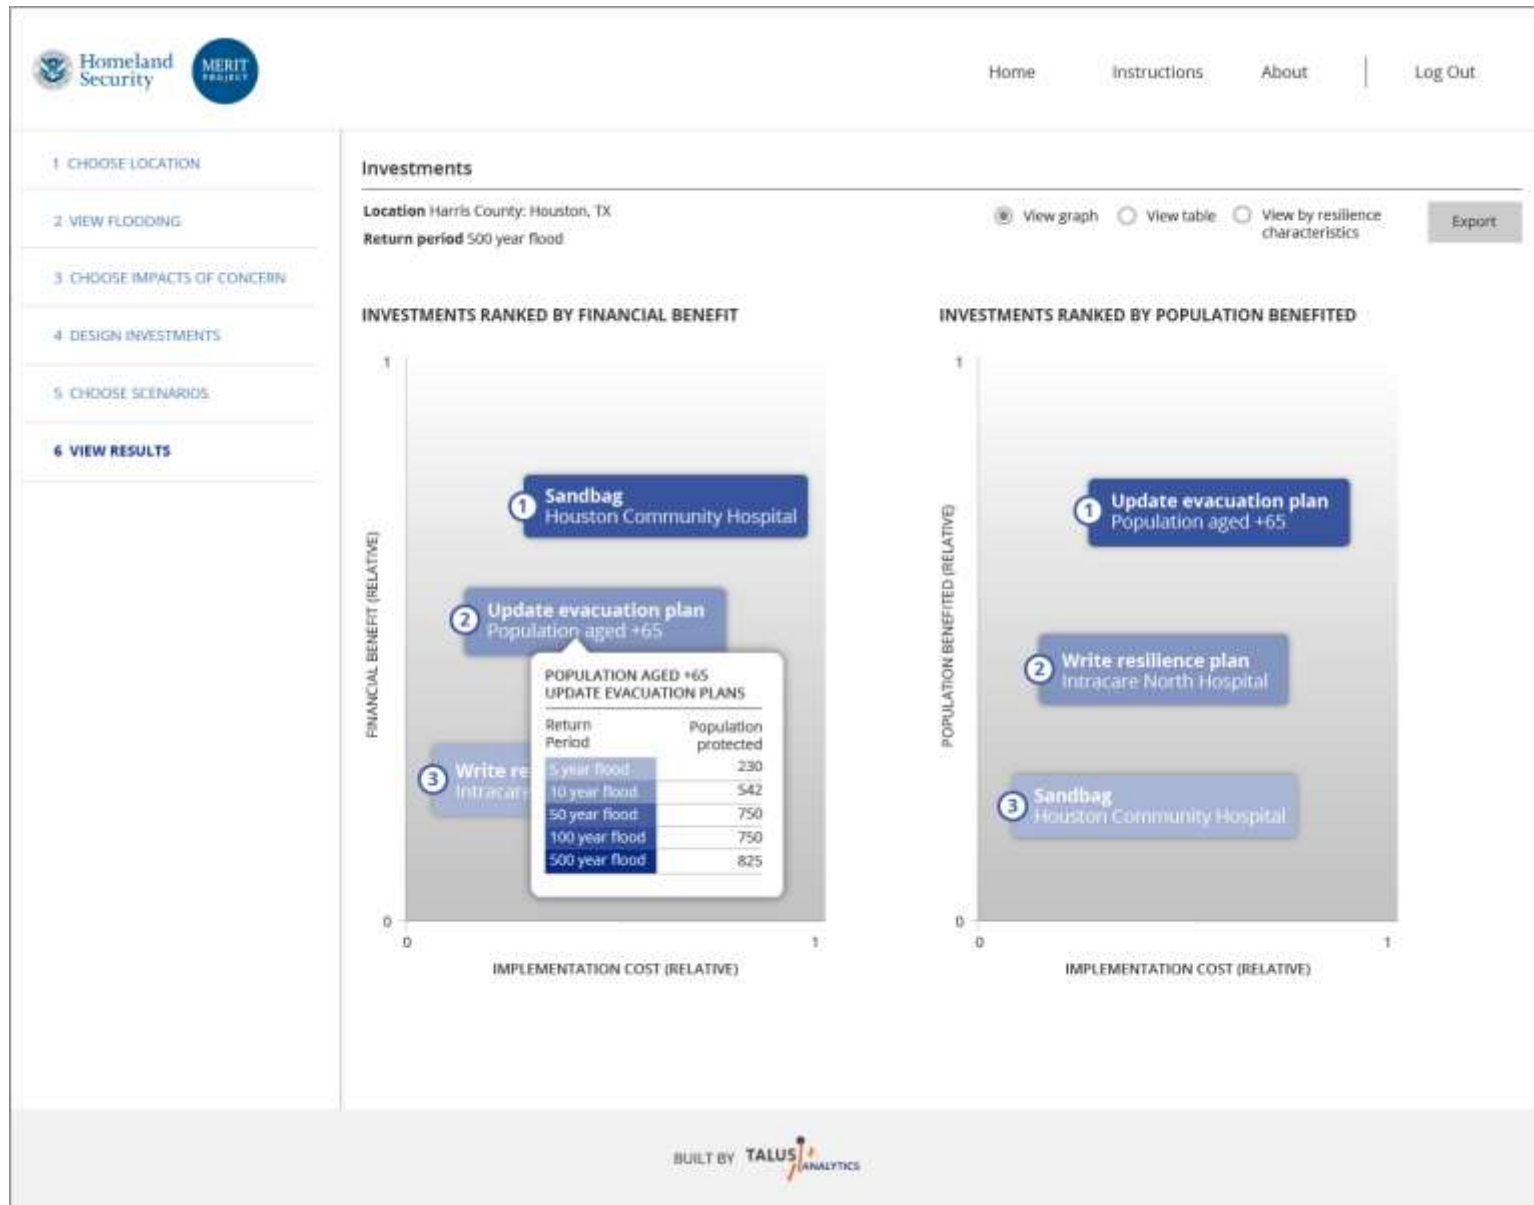 Homeland
Security
MERIT
PROJECT
Home
Instructions
About
Log Out
1 CHOOSE LOCATION
2 VIEW FLOODING
3 CHOOSE IMPACTS OF CONCERN
4 DESIGN INVESTMENTS
5 CHOOSE SCENARIOS
6 VIEW RESULTS
Investments
Location Harris County: Houston, TX
Return period 500 year flood
View graph
View table
View by resilience
characteristics
Export
INVESTMENTS RANKED BY FINANCIAL BENEFIT
1
FINANCIAL BENEFIT (RELATIVE)
1 Sandbag
Houston Community Hospital
2 Update evacuation plan
Population aged +65
3 Write re
Intracare
POPULATION AGED +65
UPDATE EVACUATION PLANS
Return
Period
Population
protected
5 year flood 230
10 year flood 542
50 year flood 750
100 year flood 750
500 year flood 825
0
0
1
IMPLEMENTATION COST (RELATIVE)
INVESTMENTS RANKED BY POPULATION BENEFITED
1
POPULATION BENEFITED (RELATIVE)
1 Update evacuation plan
Population aged +65
2 Write resilience plan
Intracare North Hospital
3 Sandbag
Houston Community Hospital
0
0
1
IMPLEMENTATION COST (RELATIVE)
BUILT BY TALUS
ANALYTICS